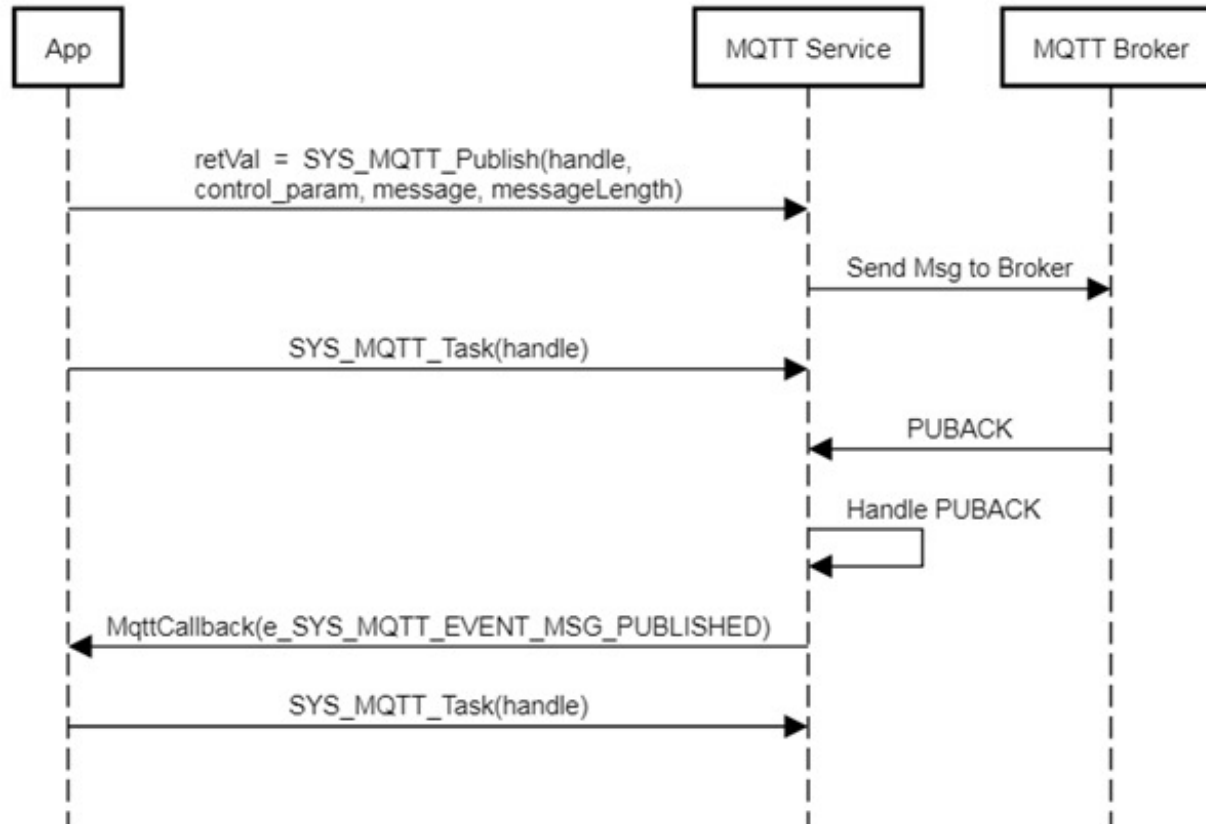 App
MQTT Service
MQTT Broker
retVal = SYS_MQTT_Publish(handle,
control_param, message, messageLength)
Send Msg to Broker
SYS_MQTT_Task(handle)
PUBACK
Handle PUBACK
MqttCallback(e_SYS_MQTT_EVENT_MSG_PUBLISHED)
SYS_MQTT_Task(handle)